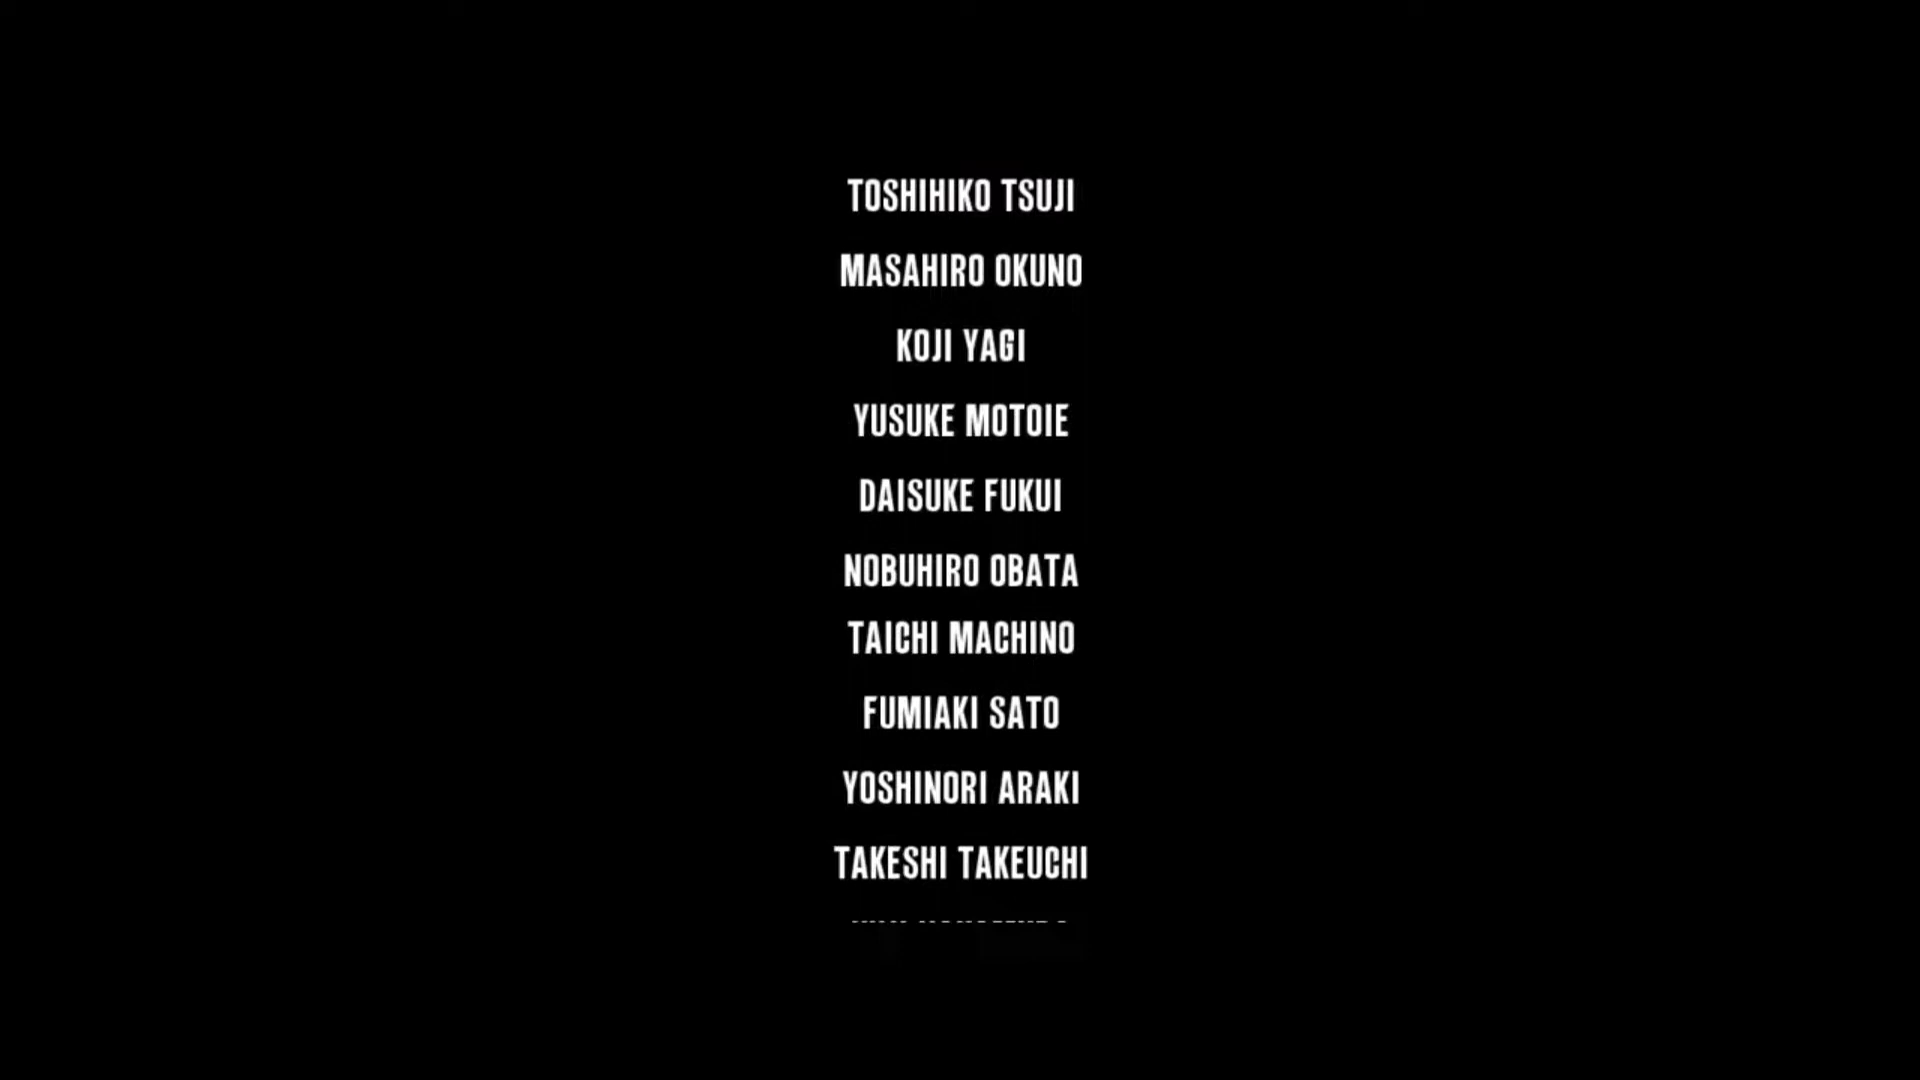 TOSHIHIKO TSUJI
MASAHIRO OKUNO
KOJI YAGI
YUSUKE MOTOIE
DAISUKE FUKUI
NOBUHIRO OBATA
TAICHI MACHINO
FUMIAKI SATO
YOSHINORI ARAKI
TAKESHI TAKEUCHI